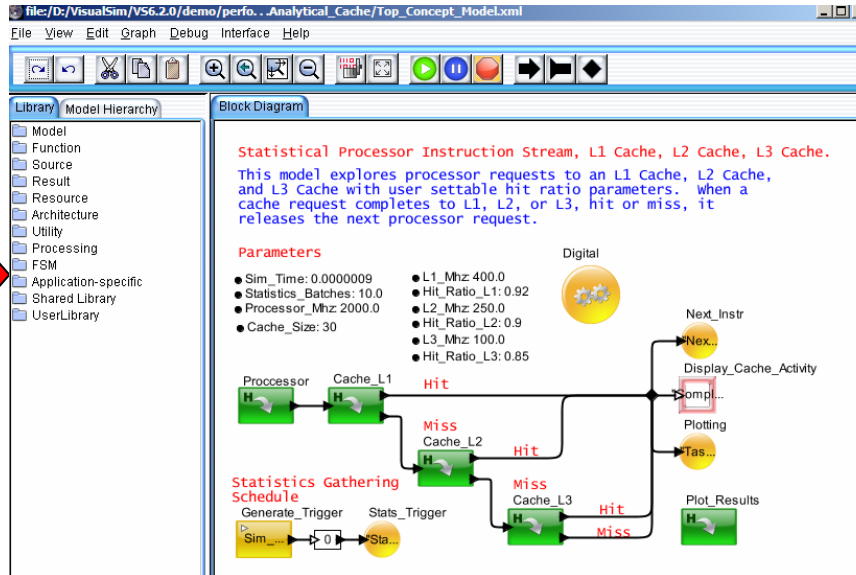 file:/D:/VisualSim/VS6.2.0/demo/perfo. . .Analytical_Cache/Top_Concept_Model.xml
File View Edit Graph Debug Interface Help
Library Model Hierarchy
Block Diagram
Model
Function
Source
Result
Resource
Architecture
Utility
Processing
FSM
Application-specific
Shared Library
UserLibrary
Statistical Processor Instruction Stream, L1 Cache, L2 Cache, L3 Cache.
This model explores processor requests to an L1 Cache, L2 Cache,
and L3 Cache with user settable hit ratio parameters. When a
cache request completes to L1, L2, or L3, hit or miss, it
releases the next processor request.
Parameters
Sim_Time: 0.0000009
Statistics_Batches: 10.0
Processor_Mhz: 2000.0
Cache_Size: 30
L1_Mhz: 400.0
Hit_Ratio_L1: 0.92
L2_Mhz: 250.0
Hit_Ratio_L2: 0.9
L3_Mhz: 100.0
Hit_Ratio_L3: 0.85
Digital
Next_Instr
"Nex...
Display_Cache_Activity
"Compl...
Plotting
"Tas...
Plot_Results
H
Proccessor
H
Cache_L1
H
Hit
Miss
Cache_L2
H
Hit
Miss
Cache_L3
H
Hit
Miss
Statistics Gathering
Schedule
Generate_Trigger
Sim_...
0
Stats_Trigger
"Sta...